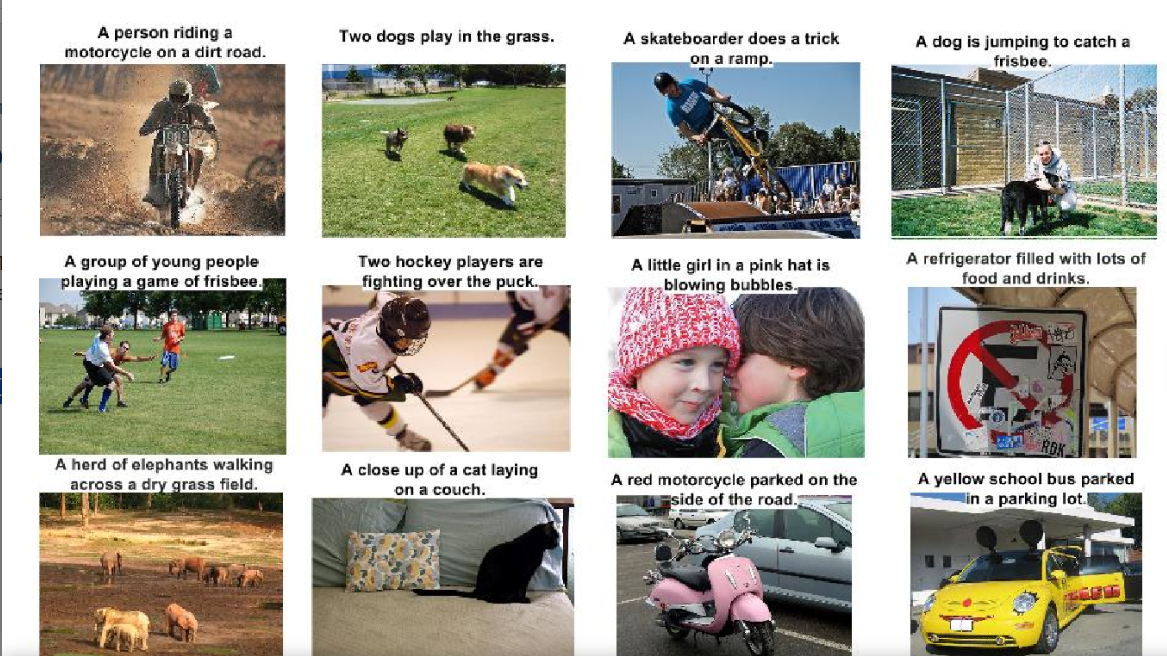 A person riding a
motorcycle on a dirt road.
Two dogs play in the grass.
A skateboarder does a trick
on a ramp.
A dog is jumping to catch a
frisbee.
A group of young people
playing a game of frisbee.
Two hockey players are
fighting over the puck.
A little girl in a pink hat is
blowing bubbles.
A refrigerator filled with lots of
food and drinks.
RDK
A herd of elephants walking
across a dry grass field.
A close up of a cat laying
on a couch.
A red motorcycle parked on the
side of the road.
A yellow school bus parked
in a parking lot.